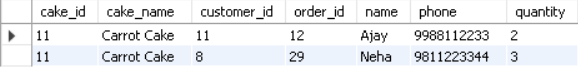 cake_id cake_name customer_id order_id name phone quantity
11 Carrot Cake 11 12 Ajay 9988112233 2
11 Carrot Cake 8 29 Neha 9811223344 3